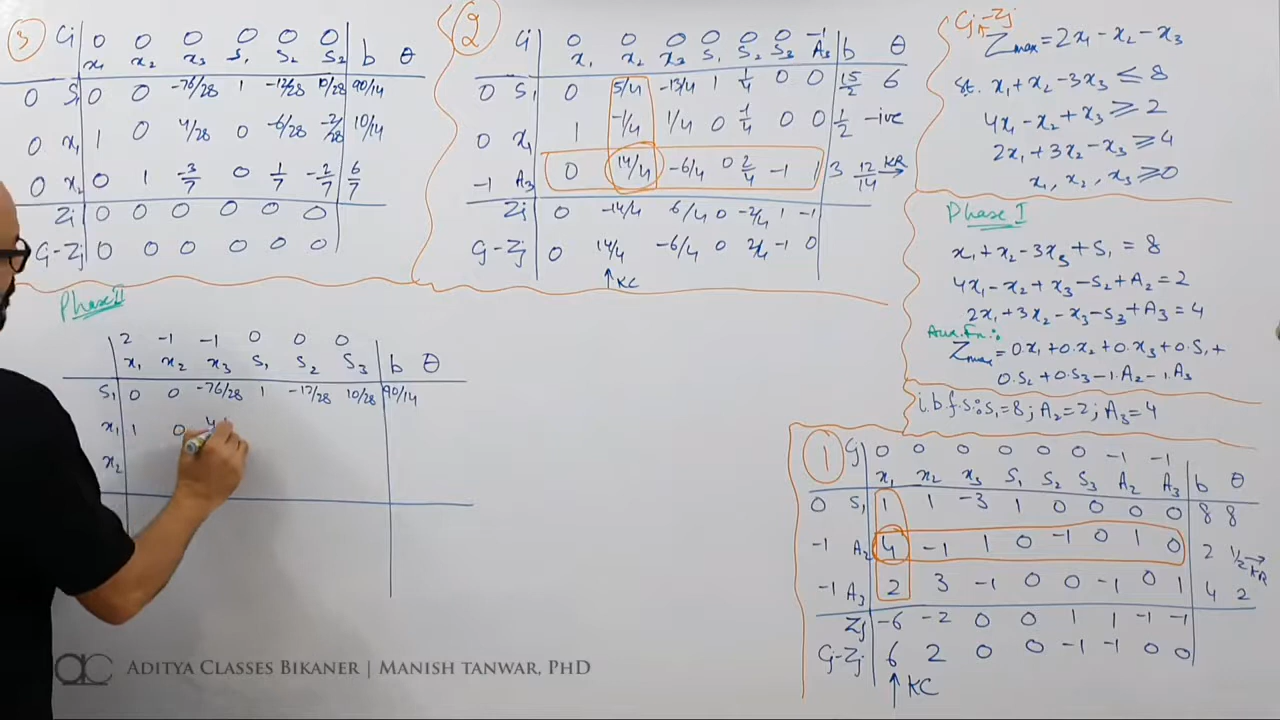 3
Cj 0 0 0 0 0 0
x₁ x₂ x₃ S₁ S₂ S₃ b θ
0 S₁ 0 0 -76/28 1 -12/28 10/28 90/14
0 x₁ 1 0 4/28 0 -6/28 -2/28 10/14
0 x₂ 0 1 -3/7 0 1/7 -2/7 6/7
Zj 0 0 0 0 0 0
Cj-Zj 0 0 0 0 0 0
2
Cj 0 0 0 0 0 0 -1
x₁ x₂ x₃ S₁ S₂ S₃ A₃ b θ
0 S₁ 0 5/4 -13/4 1 1/4 0 0 15/2 6
0 x₁ 1 -1/4 1/4 0 1/4 0 0 1/2 -ive
-1 A₃ 0 14/4 -6/4 0 2/4 -1 1 3 12/14 KR →
Zj 0 -14/4 6/4 0 -2/4 1 -1
Cj-Zj 0 14/4 -6/4 0 2/4 -1 0
↑KC
Cj-Zj
Zmax = 2x₁ - x₂ - x₃
St. x₁ + x₂ - 3x₃ ≤ 8
4x₁ - x₂ + x₃ ≥ 2
2x₁ + 3x₂ - x₃ ≥ 4
x₁, x₂, x₃ ≥ 0
Phase I
x₁ + x₂ - 3x₃ + S₁ = 8
4x₁ - x₂ + x₃ - S₂ + A₂ = 2
2x₁ + 3x₂ - x₃ - S₃ + A₃ = 4
Aux. Fn.:
Zmax = 0.x₁ + 0.x₂ + 0.x₃ + 0.S₁ +
0.S₂ + 0.S₃ - 1.A₂ - 1.A₃
i.b.f.s: S₁ = 8; A₂ = 2; A₃ = 4
1
Cj 0 0 0 0 0 0 -1 -1
x₁ x₂ x₃ S₁ S₂ S₃ A₂ A₃ b θ
0 S₁ 1 1 -3 1 0 0 0 0 8 8
-1 A₂ 4 -1 1 0 -1 0 1 0 2 1/2 → KR
-1 A₃ 2 3 -1 0 0 -1 0 1 4 2
Zj -6 -2 0 0 1 1 -1 -1
Cj-Zj 6 2 0 0 -1 -1 0 0
↑KC
Phase II
2 -1 -1 0 0 0
x₁ x₂ x₃ S₁ S₂ S₃ b θ
S₁ 0 0 -76/28 1 -12/28 10/28 90/14
x₁ 1 0 4
x₂
ac ADITYA CLASSES BIKANER | MANISH TANWAR, PHD